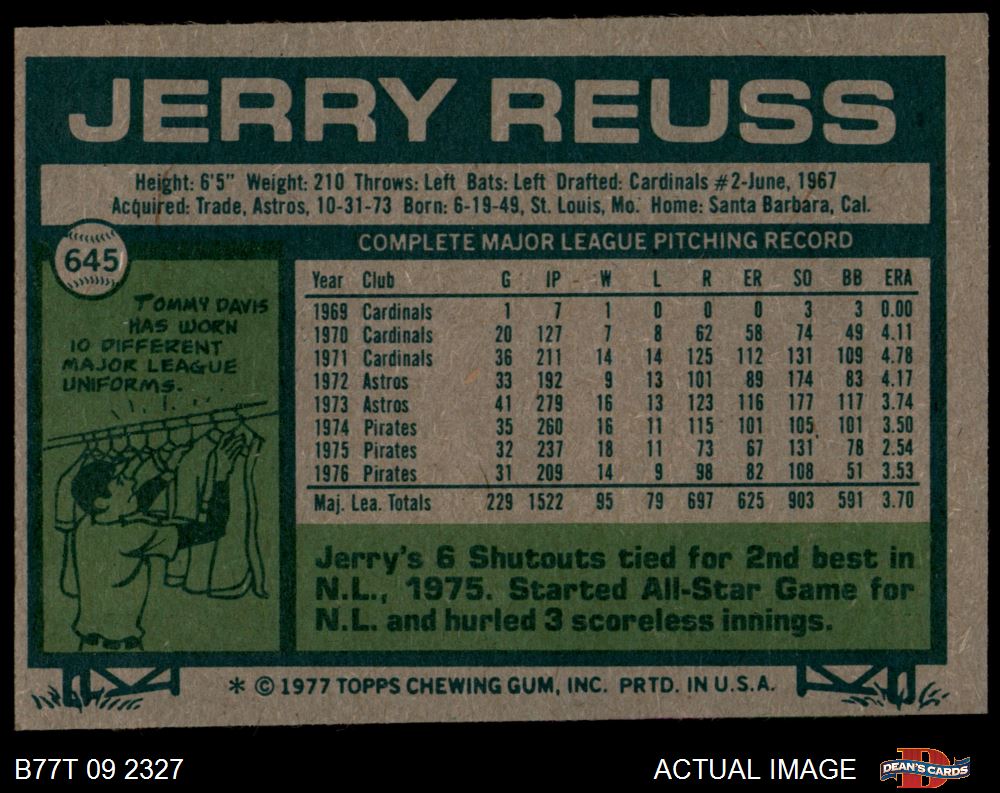 JERRY REUSS
Height: 6'5" Weight: 210 Throws: Left Bats: Left Drafted: Cardinals #2-June, 1967
Acquired: Trade, Astros, 10-31-73 Born: 6-19-49, St. Louis, Mo. Home: Santa Barbara, Cal.
645
TOMMY DAVIS
HAS WORN
10 DIFFERENT
MAJOR LEAGUE
UNIFORMS.
COMPLETE MAJOR LEAGUE PITCHING RECORD
Year Club G IP W L R ER SO BB ERA
1969 Cardinals 1 7 1 0 0 0 3 3 0.00
1970 Cardinals 20 127 7 8 62 58 74 49 4.11
1971 Cardinals 36 211 14 14 125 112 131 109 4.78
1972 Astros 33 192 9 13 101 89 174 83 4.17
1973 Astros 41 279 16 13 123 116 177 117 3.74
1974 Pirates 35 260 16 11 115 101 105 101 3.50
1975 Pirates 32 237 18 11 73 67 131 78 2.54
1976 Pirates 31 209 14 9 98 82 108 51 3.53
Maj. Lea. Totals 229 1522 95 79 697 625 903 591 3.70
Jerry's 6 Shutouts tied for 2nd best in
N.L., 1975. Started All-Star Game for
N.L. and hurled 3 scoreless innings.
* © 1977 TOPPS CHEWING GUM, INC. PRTD. IN U.S.A.
B77T 09 2327
ACTUAL IMAGE
DEAN'S CARDS